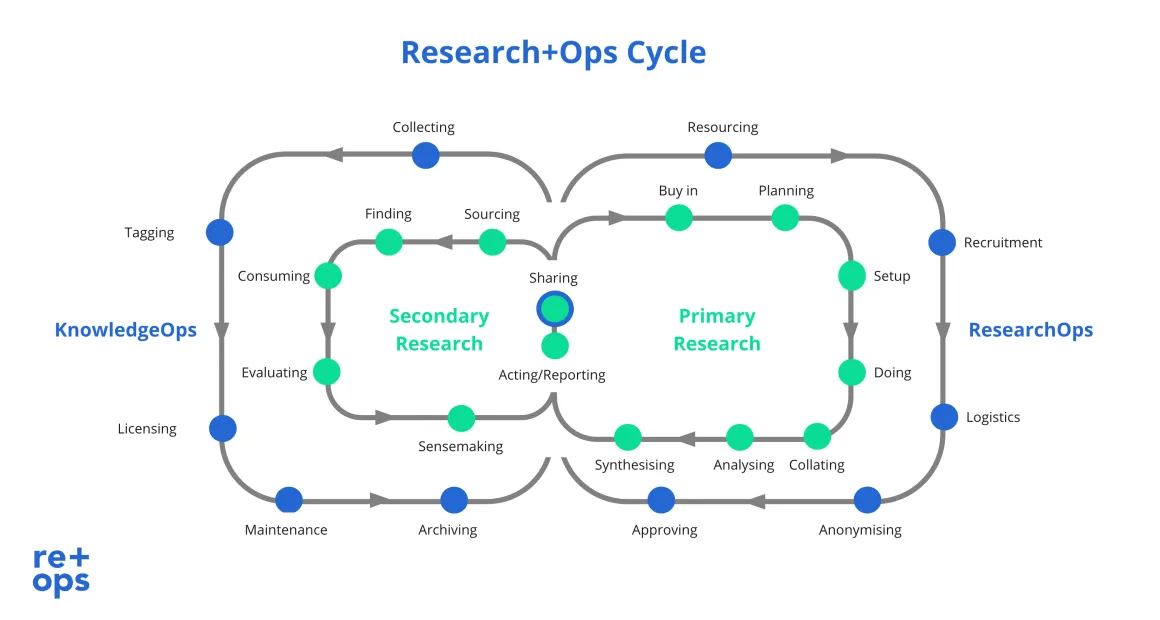 Research+Ops Cycle
Collecting
Resourcing
Buy in
Planning
Finding
Sourcing
Tagging
Recruitment
Consuming
Sharing
Setup
KnowledgeOps
Secondary
Research
Primary
Research
ResearchOps
Evaluating
Acting/Reporting
Doing
Licensing
Logistics
Sensemaking
Synthesising
Analysing
Collating
Maintenance
Archiving
Approving
Anonymising
re+
ops